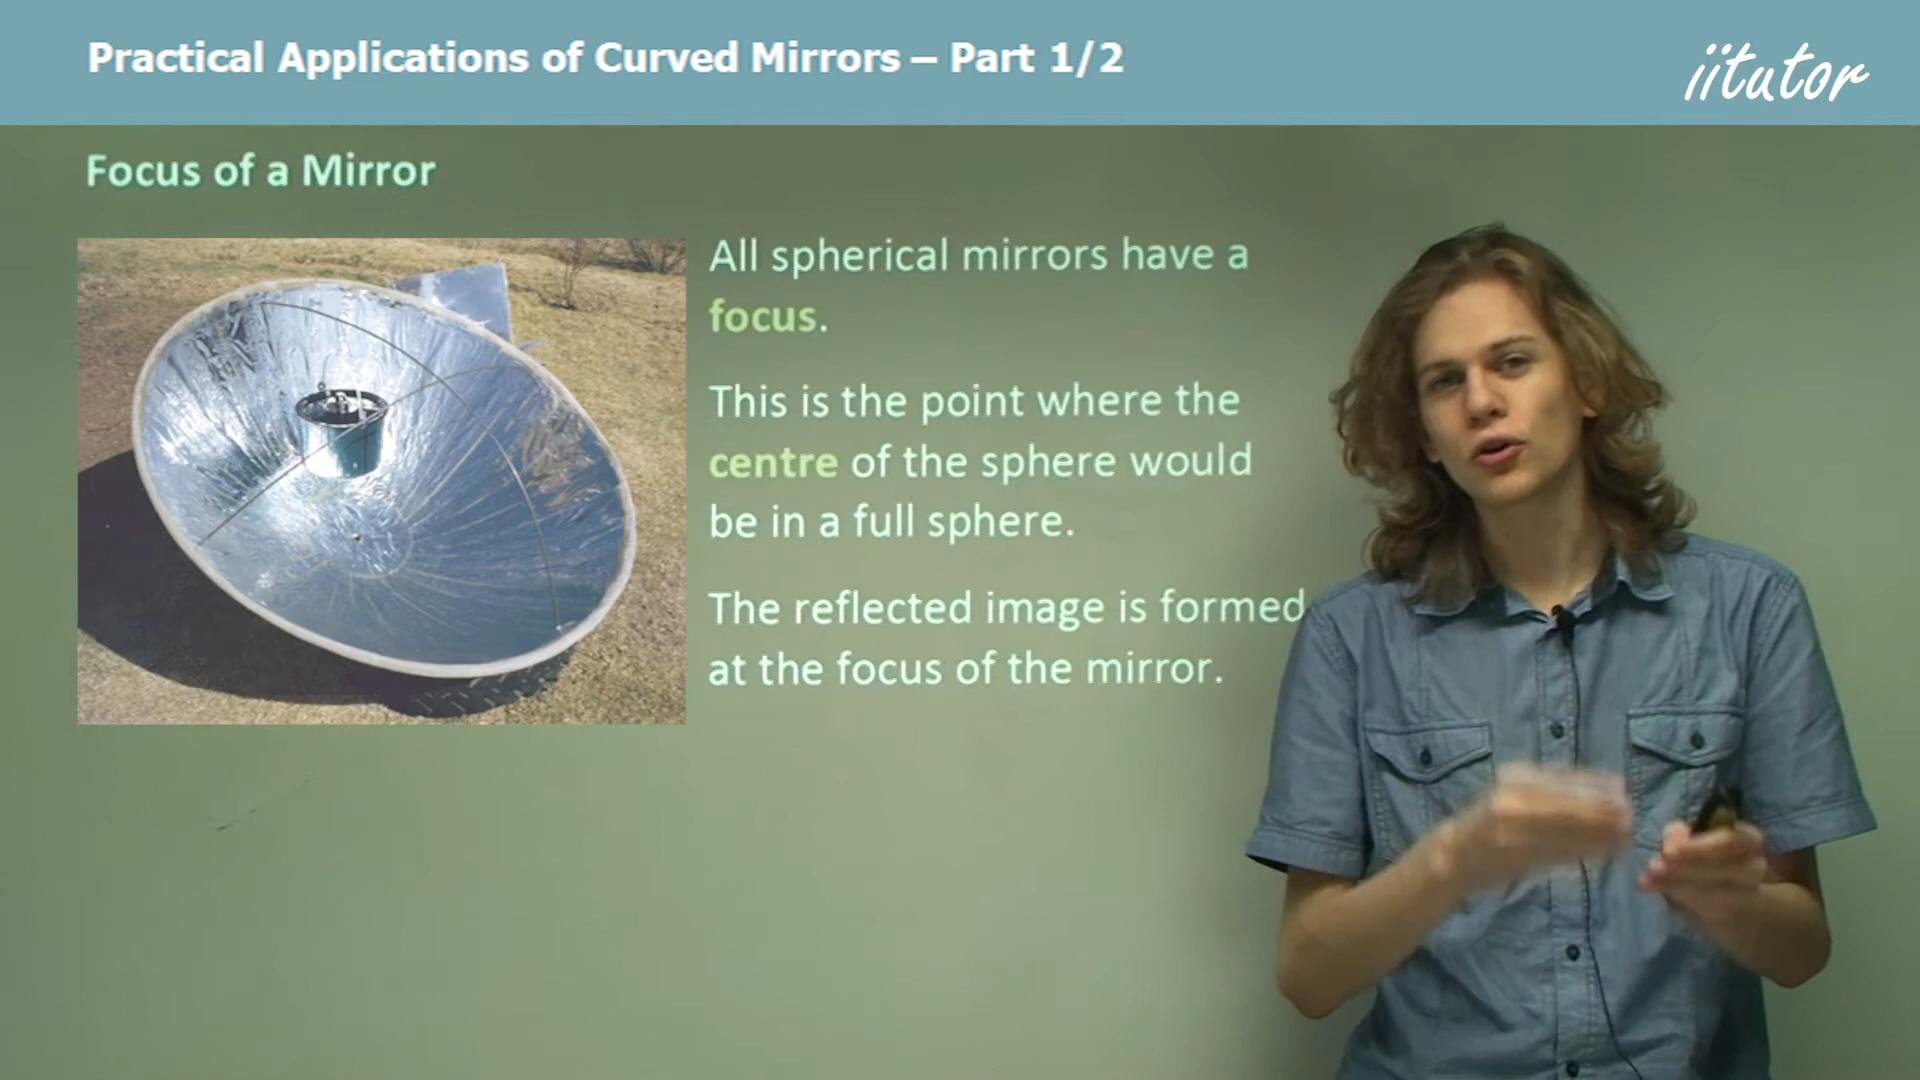 Practical Applications of Curved Mirrors – Part 1/2
iitutor
Focus of a Mirror
All spherical mirrors have a
focus.
This is the point where the
centre of the sphere would
be in a full sphere.
The reflected image is formed
at the focus of the mirror.